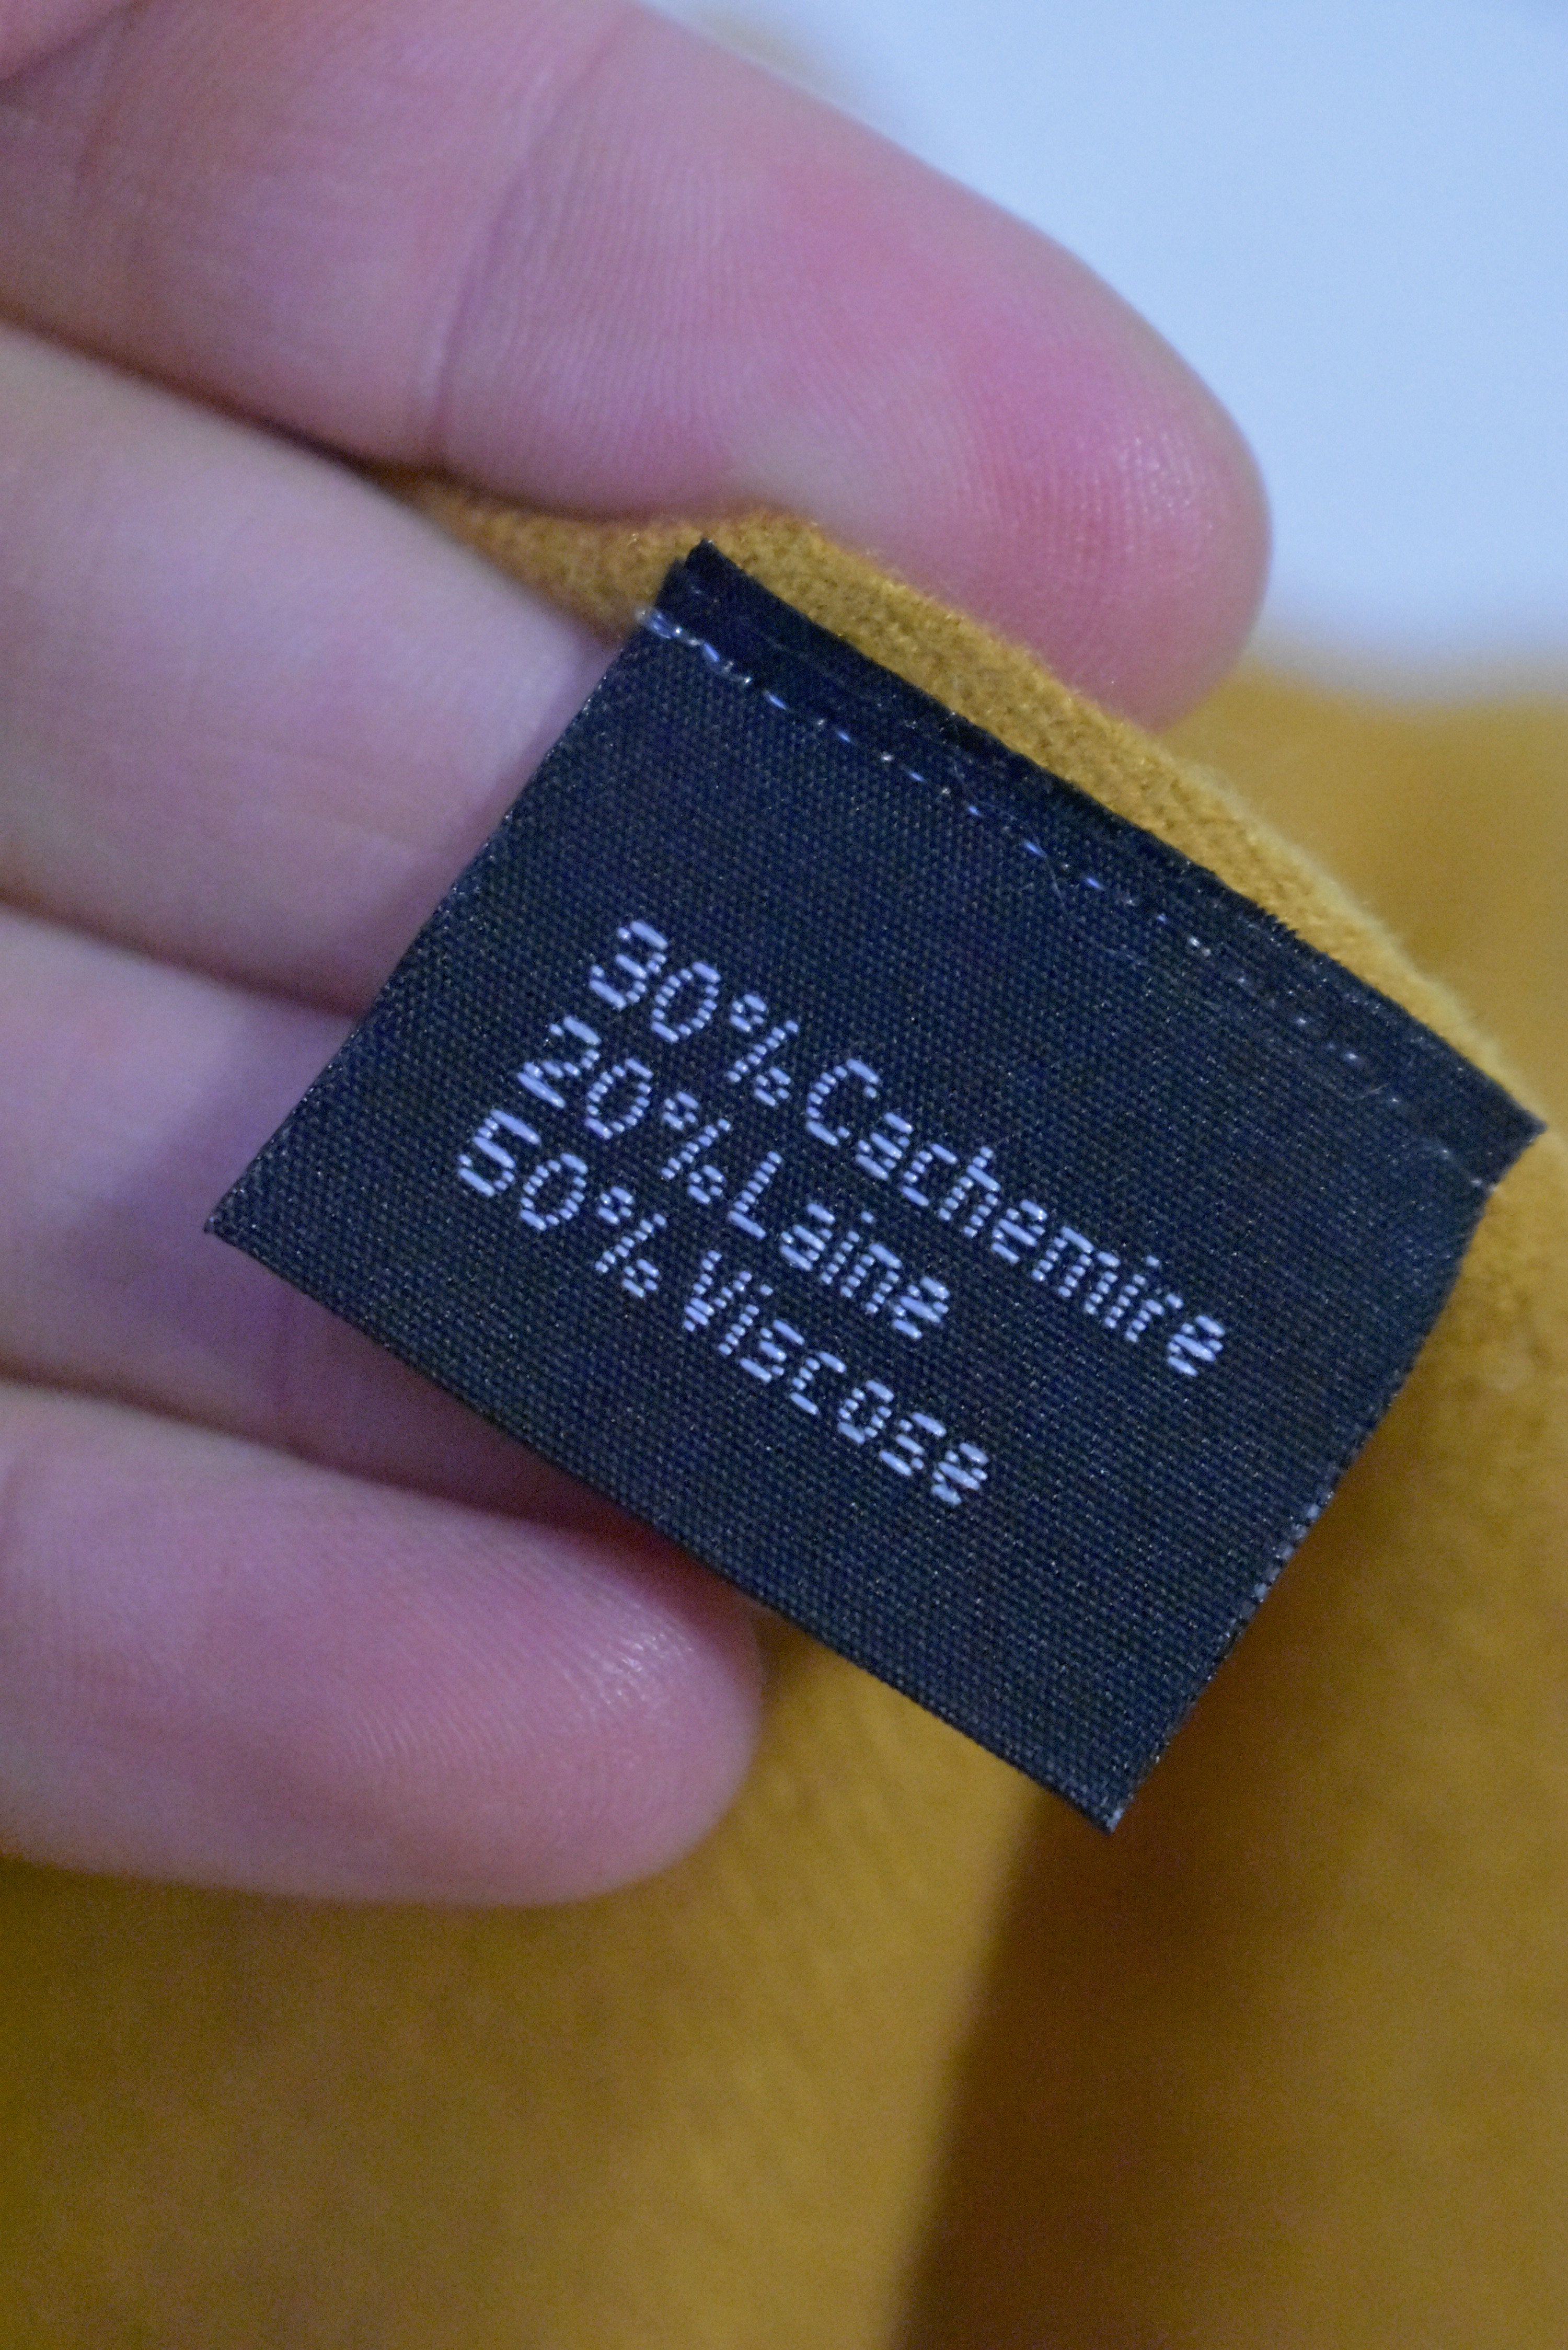 30% Cachemire
20% Laine
50% Viscose